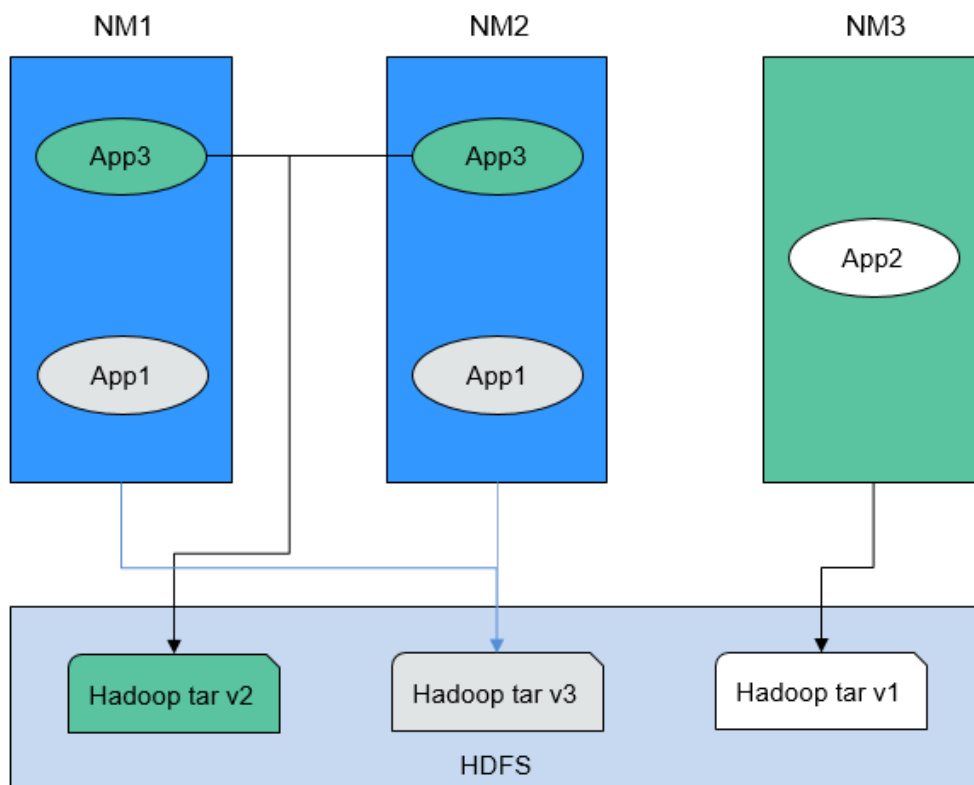 NM1
NM2
NM3
App3
App3
App2
App1
App1
Hadoop tar v2
Hadoop tar v3
Hadoop tar v1
HDFS